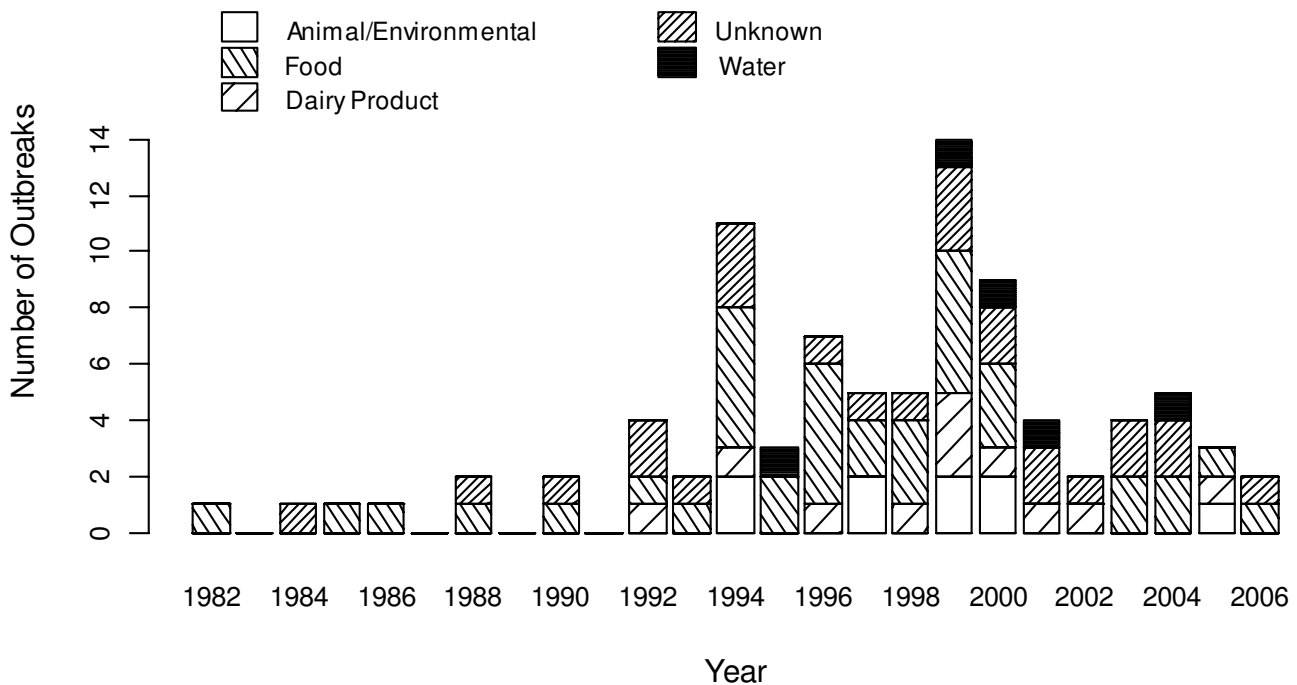 Animal/Environmental
Food
Dairy Product
Unknown
Water
Number of Outbreaks
14
12
10
8
6
4
2
0
1982 1984 1986 1988 1990 1992 1994 1996 1998 2000 2002 2004 2006
Year